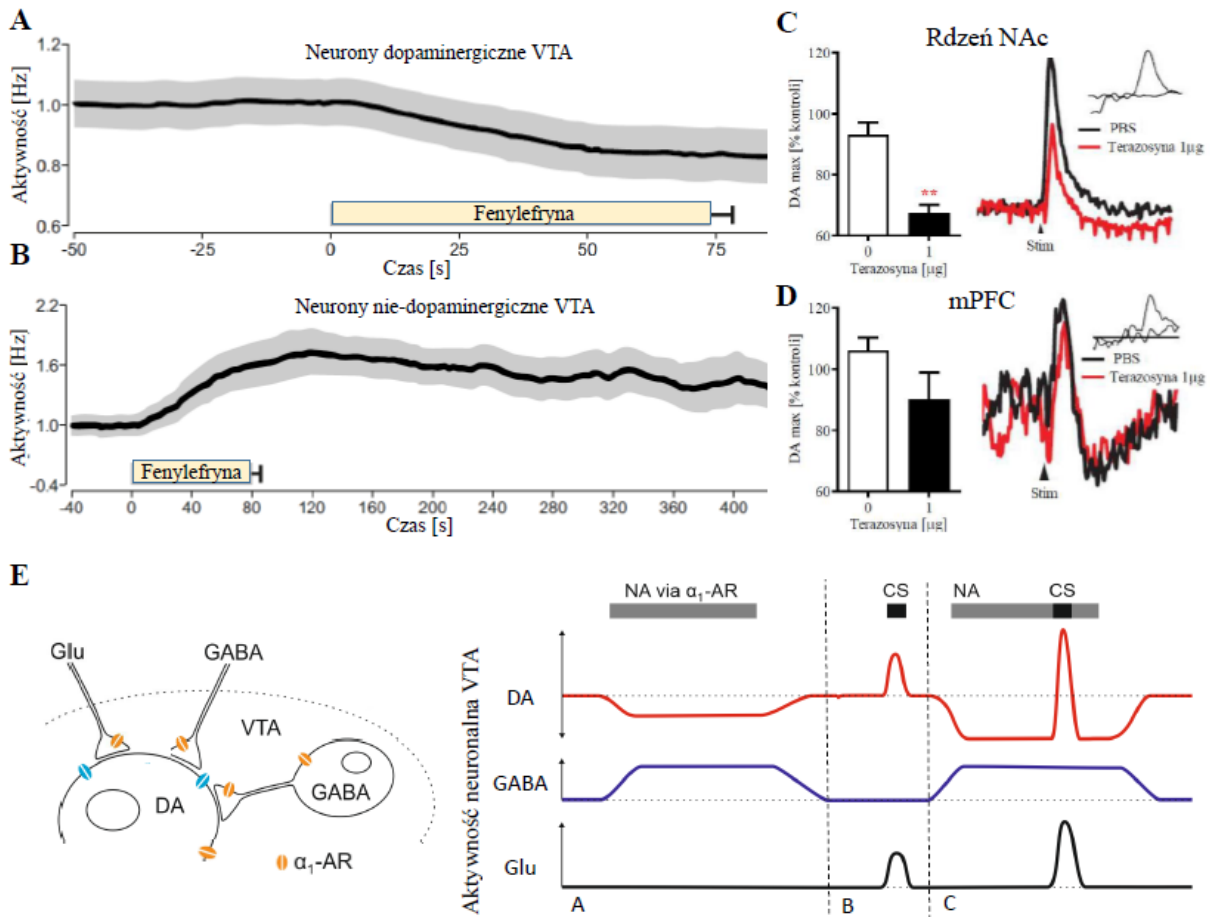 A
Neurony dopaminergiczne VTA
Aktywność [Hz]
1.2
1.0
0.8
0.6
Fenylefryna
-50
-25
0
25
50
75
Czas [s]
B
Neurony nie-dopaminergiczne VTA
Aktywność [Hz]
2.2
1.6
1.0
-0.4
Fenylefryna
-40
0
40
80
120
160
200
240
280
320
360
400
Czas [s]
C
Rdzeń NAc
DA max [% kontroli]
120
100
80
60
**
0
1
Terazosyna [µg]
PBS
Terazosyna 1µg
Stim
D
mPFC
DA max [% kontroli]
120
100
80
60
0
1
Terazosyna [µg]
PBS
Terazosyna 1µg
Stim
E
Glu
GABA
VTA
DA
GABA
α₁-AR
Aktywność neuronalna VTA
NA via α₁-AR
CS
NA
CS
DA
GABA
Glu
A
B
C